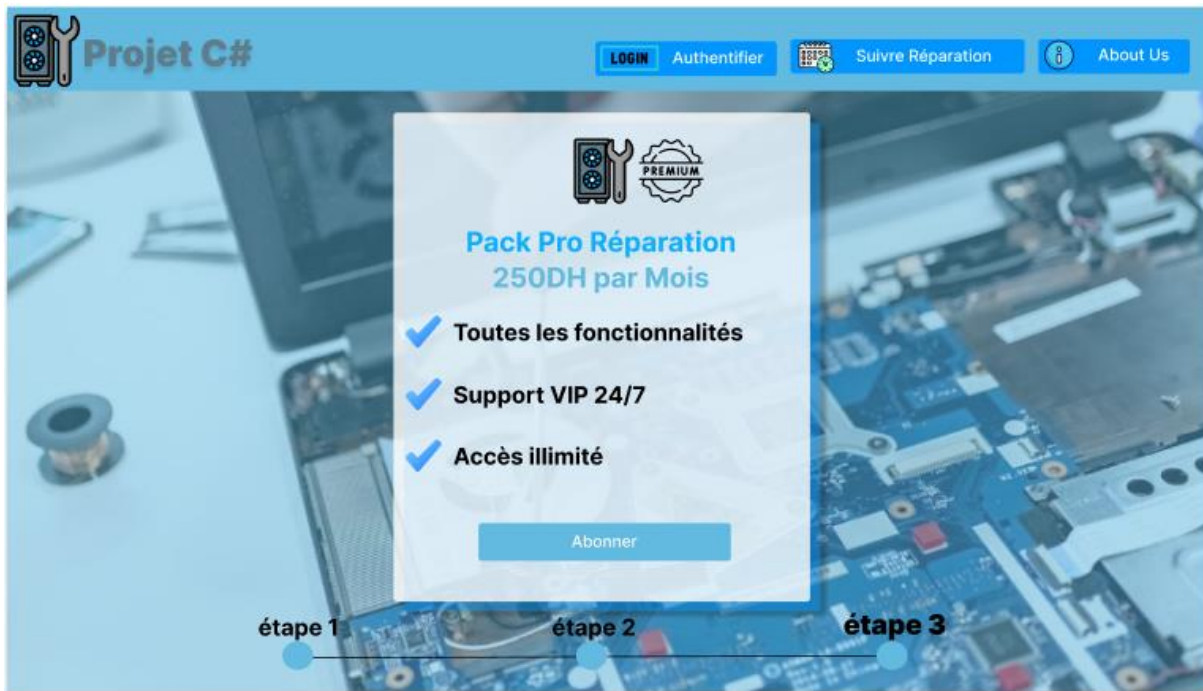 Projet C#
LOGIN Authentifier
Suivre Réparation
About Us
PREMIUM
Pack Pro Réparation
250DH par Mois
Toutes les fonctionnalités
Support VIP 24/7
Accès illimité
Abonner
étape 1
étape 2
étape 3